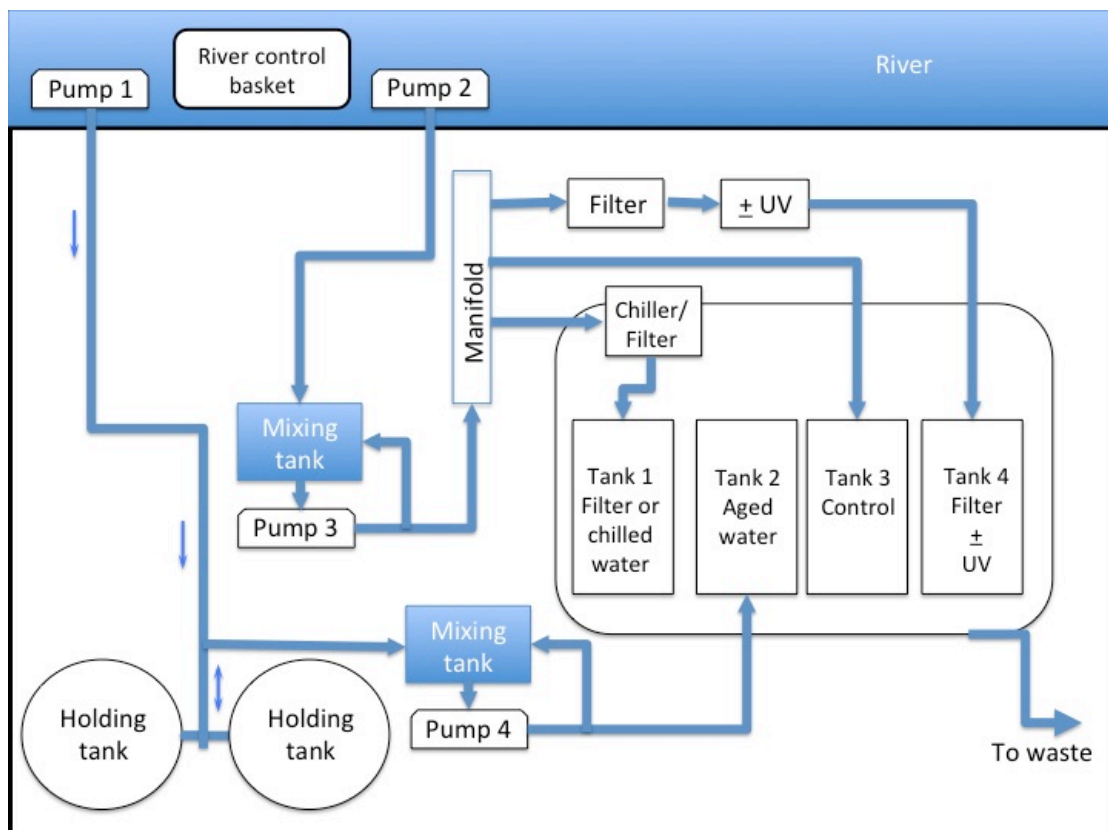 River control
basket
River
Pump 1
Pump 2
Filter
± UV
Manifold
Chiller/
Filter
Mixing
tank
Pump 3
Tank 1
Filter or
chilled
water
Tank 2
Aged
water
Tank 3
Control
Tank 4
Filter
±
UV
Mixing
tank
Pump 4
Holding
tank
Holding
tank
To waste